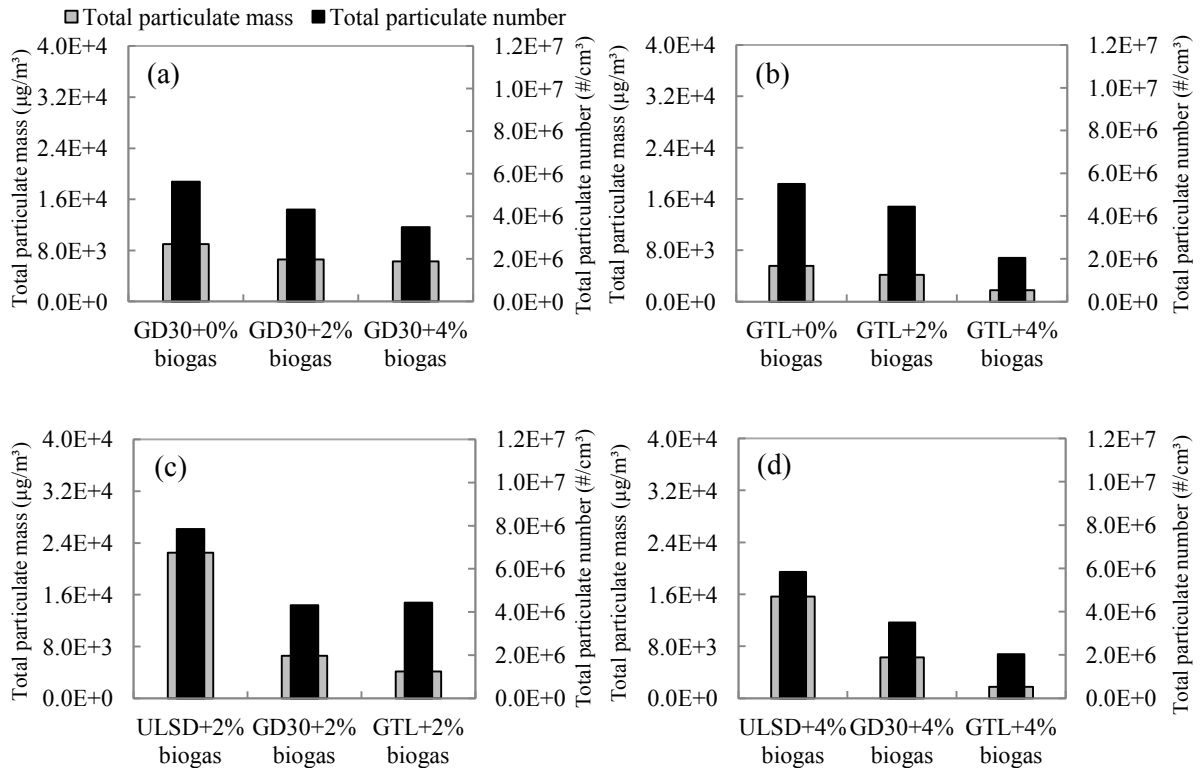 Total particulate mass Total particulate number
(a)
Total particulate mass (µg/m³)
4.0E+4
3.2E+4
2.4E+4
1.6E+4
8.0E+3
0.0E+0
1.2E+7
1.0E+7
8.0E+6
6.0E+6
4.0E+6
2.0E+6
0.0E+0
Total particulate number (#/cm³)
GD30+0% GD30+2% GD30+4%
biogas biogas biogas
(b)
Total particulate mass (µg/m³)
4.0E+4
3.2E+4
2.4E+4
1.6E+4
8.0E+3
0.0E+0
1.2E+7
1.0E+7
8.0E+6
6.0E+6
4.0E+6
2.0E+6
0.0E+0
Total particulate number (#/cm³)
GTL+0% GTL+2% GTL+4%
biogas biogas biogas
(c)
Total particulate mass (µg/m³)
4.0E+4
3.2E+4
2.4E+4
1.6E+4
8.0E+3
0.0E+0
1.2E+7
1.0E+7
8.0E+6
6.0E+6
4.0E+6
2.0E+6
0.0E+0
Total particulate number (#/cm³)
ULSD+2% GD30+2% GTL+2%
biogas biogas biogas
(d)
Total particulate mass (µg/m³)
4.0E+4
3.2E+4
2.4E+4
1.6E+4
8.0E+3
0.0E+0
1.2E+7
1.0E+7
8.0E+6
6.0E+6
4.0E+6
2.0E+6
0.0E+0
Total particulate number (#/cm³)
ULSD+4% GD30+4% GTL+4%
biogas biogas biogas